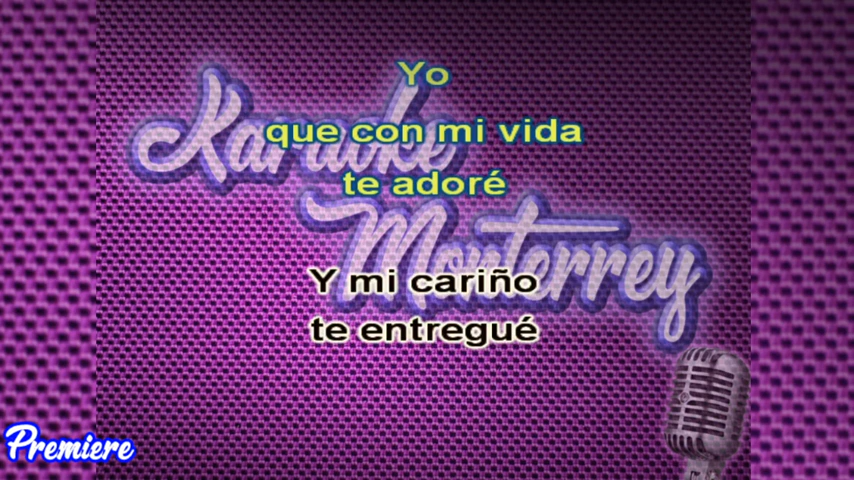 Yo
que con mi vida
te adoré
Karaoke
Monterrey
Y mi cariño
te entregué
Premiere